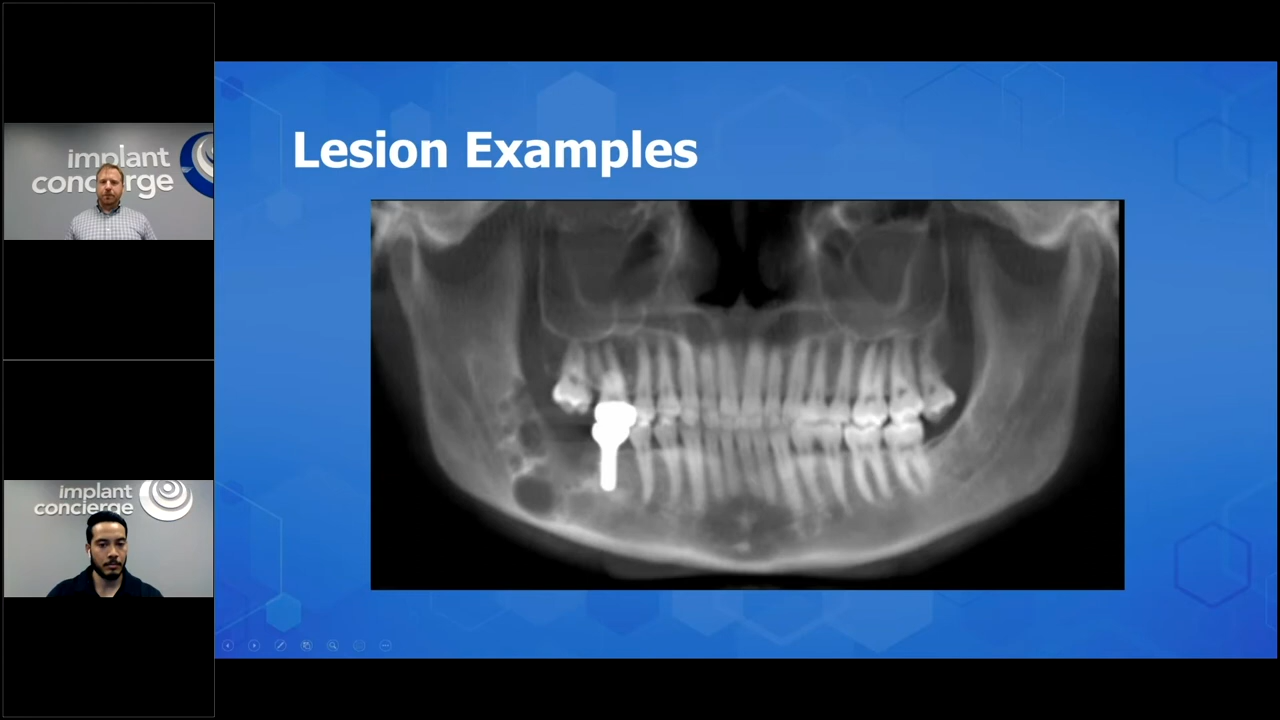 implant
concierge
Lesion Examples
implant
concierge